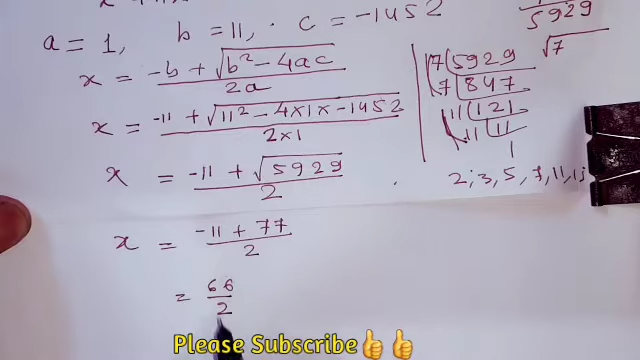 5929
a = 1, b = 11, · c = -1452
√7
x = -b + √b² - 4ac / 2a
7 | 5929
7 | 847
11 | 121
11 | 11
1
x = -11 + √11² - 4×1×-1452 / 2×1
x = -11 + √5929 / 2
2, 3, 5, 7, 11, 13
x = -11 + 77 / 2
= 66 / 2
Please Subscribe👍👍